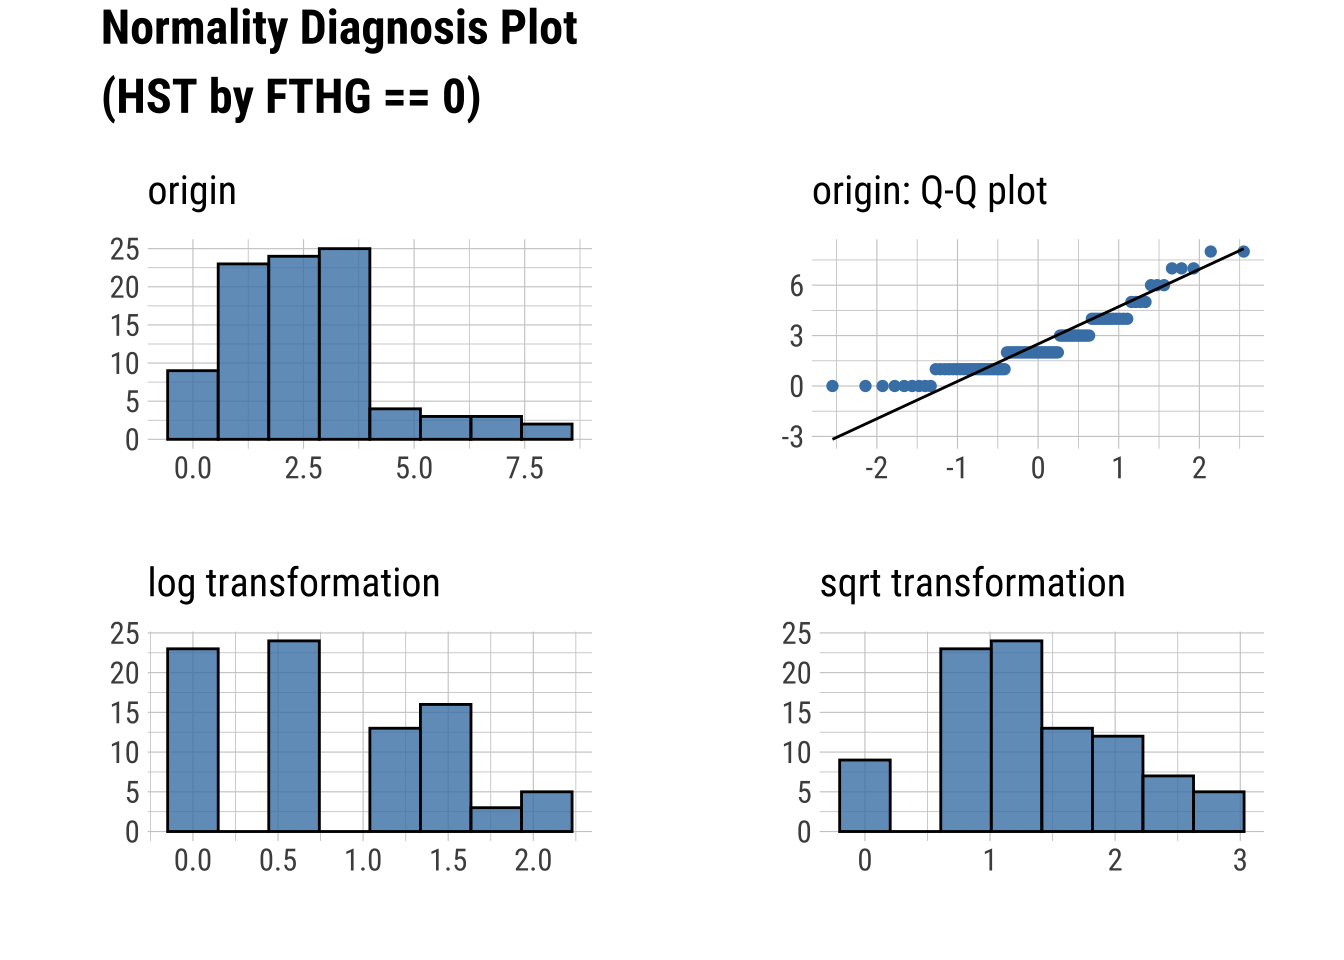 Normality Diagnosis Plot
(HST by FTHG == 0)
origin
25
20
15
10
5
0
0.0 2.5 5.0 7.5
origin: Q-Q plot
6
3
0
-3
-2 -1 0 1 2
log transformation
25
20
15
10
5
0
0.0 0.5 1.0 1.5 2.0
sqrt transformation
25
20
15
10
5
0
0 1 2 3